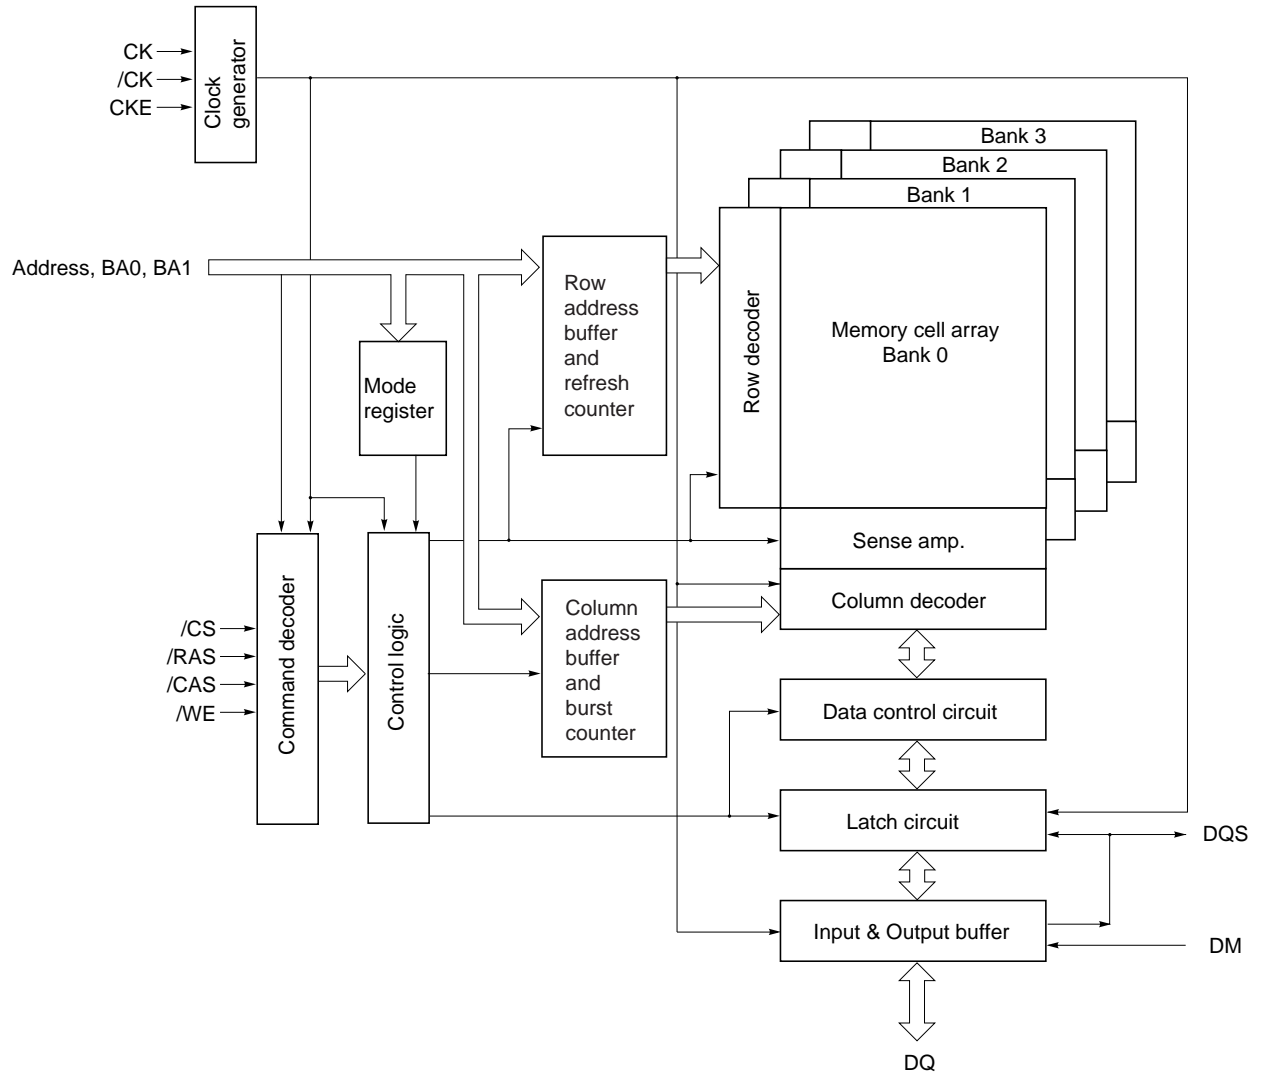 CK
/CK
CKE
Clock
generator
Bank 3
Bank 2
Bank 1
Address, BA0, BA1
Row
address
buffer
and
refresh
counter
Row decoder
Memory cell array
Bank 0
Mode
register
Sense amp.
Column decoder
Command decoder
Control logic
Column
address
buffer
and
burst
counter
/CS
/RAS
/CAS
/WE
Data control circuit
Latch circuit
DQS
Input & Output buffer
DM
DQ